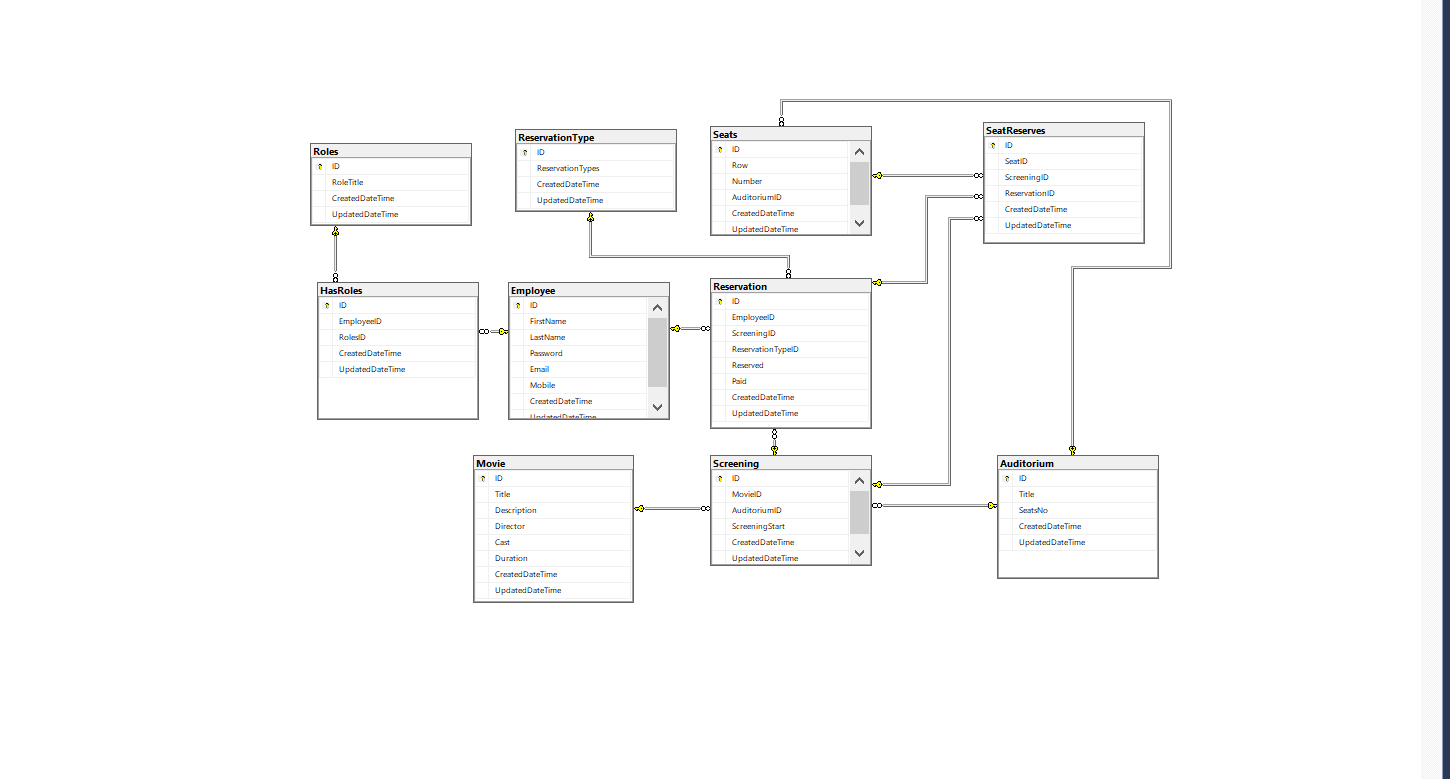 Roles
ID
RoleTitle
CreatedDateTime
UpdatedDateTime
ReservationType
ID
ReservationTypes
CreatedDateTime
UpdatedDateTime
Seats
ID
Row
Number
AuditoriumID
CreatedDateTime
UpdatedDateTime
SeatReserves
ID
SeatID
ScreeningID
ReservationID
CreatedDateTime
UpdatedDateTime
HasRoles
ID
EmployeeID
RolesID
CreatedDateTime
UpdatedDateTime
Employee
ID
FirstName
LastName
Password
Email
Mobile
CreatedDateTime
UpdatedDateTime
Reservation
ID
EmployeeID
ScreeningID
ReservationTypeID
Reserved
Paid
CreatedDateTime
UpdatedDateTime
Movie
ID
Title
Description
Director
Cast
Duration
CreatedDateTime
UpdatedDateTime
Screening
ID
MovieID
AuditoriumID
ScreeningStart
CreatedDateTime
UpdatedDateTime
Auditorium
ID
Title
SeatsNo
CreatedDateTime
UpdatedDateTime